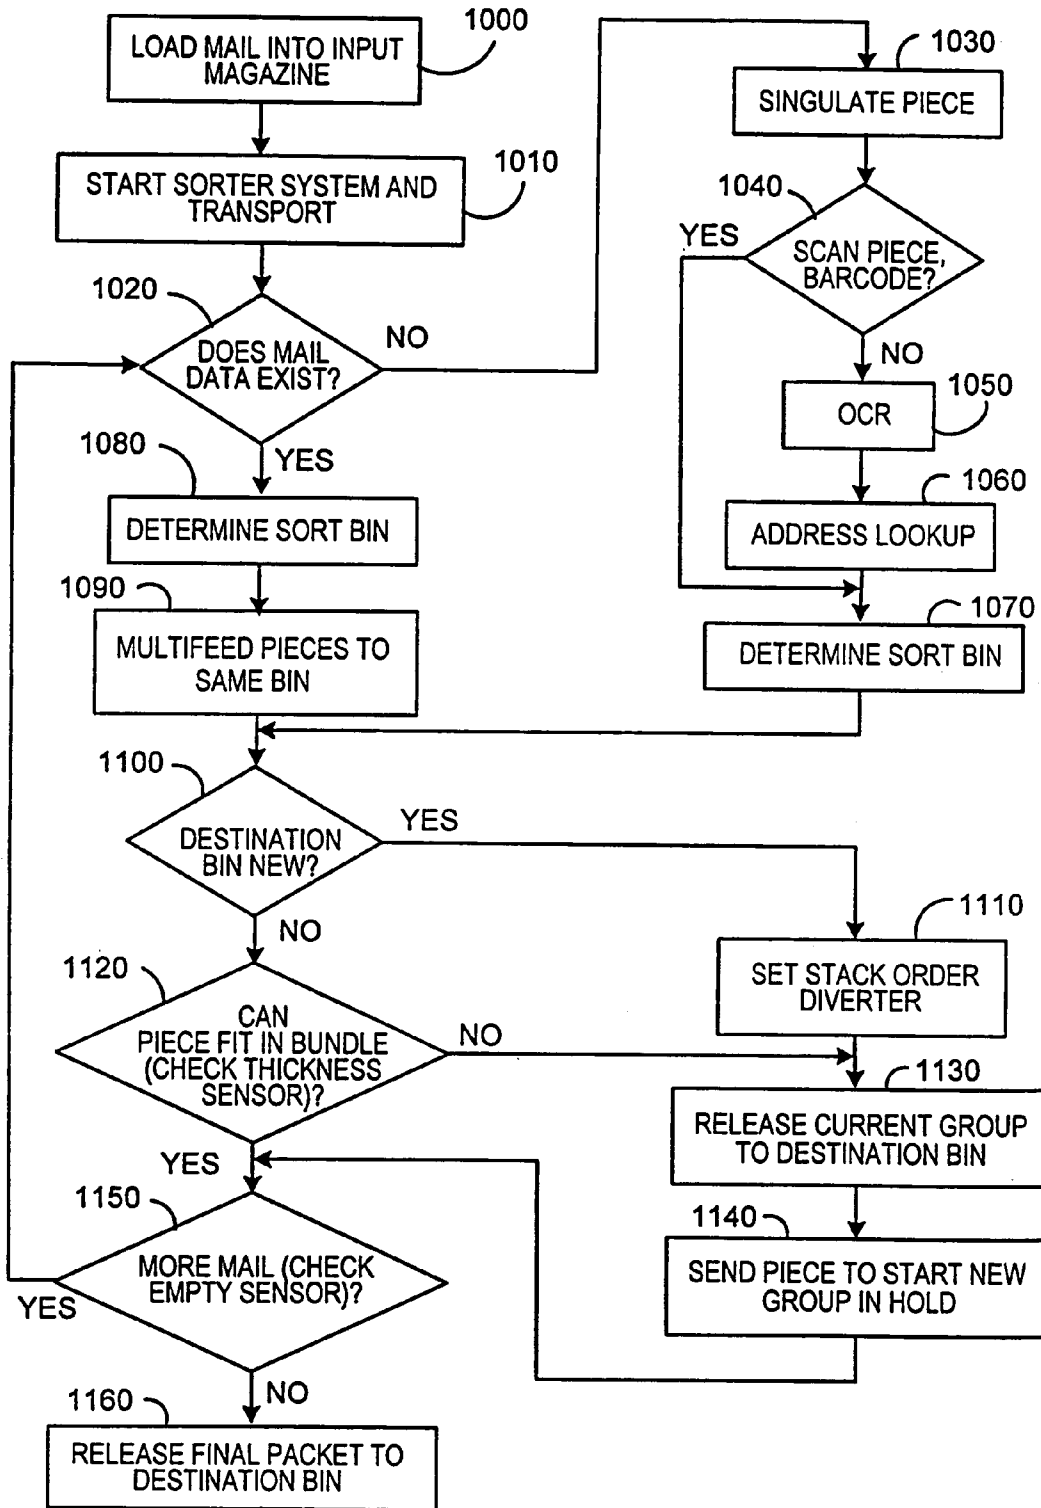 1000
LOAD MAIL INTO INPUT
MAGAZINE
1010
START SORTER SYSTEM AND
TRANSPORT
1020
DOES MAIL
DATA EXIST?
NO
YES
1030
SINGULATE PIECE
1040
YES
SCAN PIECE,
BARCODE?
NO
1050
OCR
1060
ADDRESS LOOKUP
1070
DETERMINE SORT BIN
1080
DETERMINE SORT BIN
1090
MULTIFEED PIECES TO
SAME BIN
1100
DESTINATION
BIN NEW?
YES
NO
1110
SET STACK ORDER
DIVERTER
1120
CAN
PIECE FIT IN BUNDLE
(CHECK THICKNESS
SENSOR)?
NO
YES
1130
RELEASE CURRENT GROUP
TO DESTINATION BIN
1140
SEND PIECE TO START NEW
GROUP IN HOLD
1150
MORE MAIL (CHECK
EMPTY SENSOR)?
YES
NO
1160
RELEASE FINAL PACKET TO
DESTINATION BIN